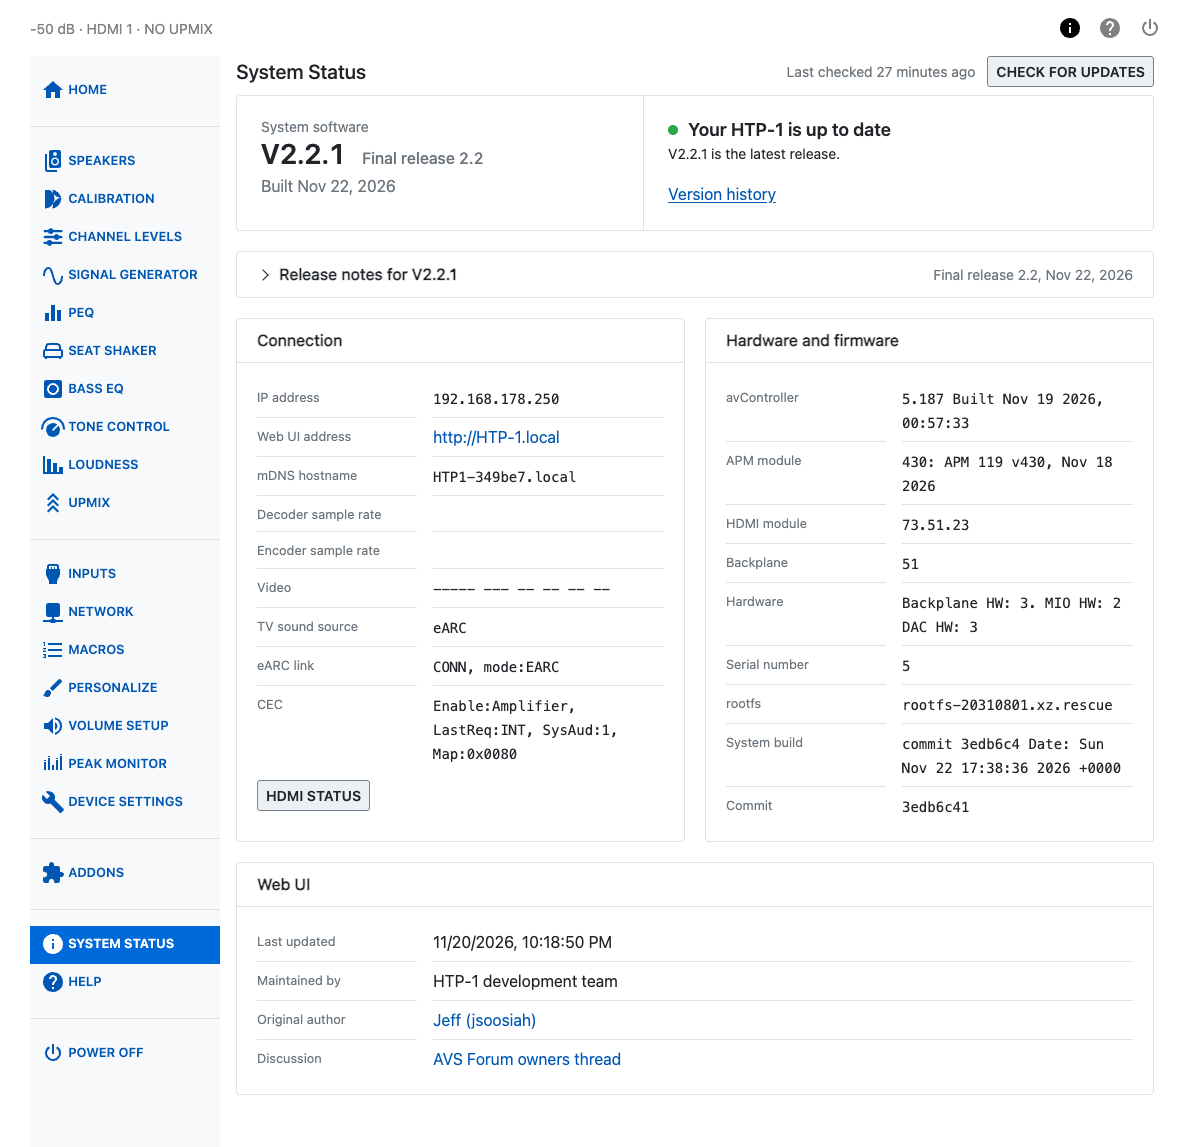 -50 dB · HDMI 1 · NO UPMIX
HOME
SPEAKERS
CALIBRATION
CHANNEL LEVELS
SIGNAL GENERATOR
PEQ
SEAT SHAKER
BASS EQ
TONE CONTROL
LOUDNESS
UPMIX
INPUTS
NETWORK
MACROS
PERSONALIZE
VOLUME SETUP
PEAK MONITOR
DEVICE SETTINGS
ADDONS
SYSTEM STATUS
HELP
POWER OFF
System Status
Last checked 27 minutes ago
CHECK FOR UPDATES
System software
V2.2.1 Final release 2.2
Built Nov 22, 2026
Your HTP-1 is up to date
V2.2.1 is the latest release.
Version history
Release notes for V2.2.1
Final release 2.2, Nov 22, 2026
Connection
IP address 192.168.178.250
Web UI address http://HTP-1.local
mDNS hostname HTP1-349be7.local
Decoder sample rate
Encoder sample rate
Video ––––– ––– –– –– –– ––
TV sound source eARC
eARC link CONN, mode:EARC
CEC Enable:Amplifier,
LastReq:INT, SysAud:1,
Map:0x0080
HDMI STATUS
Hardware and firmware
avController 5.187 Built Nov 19 2026,
00:57:33
APM module 430: APM 119 v430, Nov 18
2026
HDMI module 73.51.23
Backplane 51
Hardware Backplane HW: 3. MIO HW: 2
DAC HW: 3
Serial number 5
rootfs rootfs-20310801.xz.rescue
System build commit 3edb6c4 Date: Sun
Nov 22 17:38:36 2026 +0000
Commit 3edb6c41
Web UI
Last updated 11/20/2026, 10:18:50 PM
Maintained by HTP-1 development team
Original author Jeff (jsoosiah)
Discussion AVS Forum owners thread